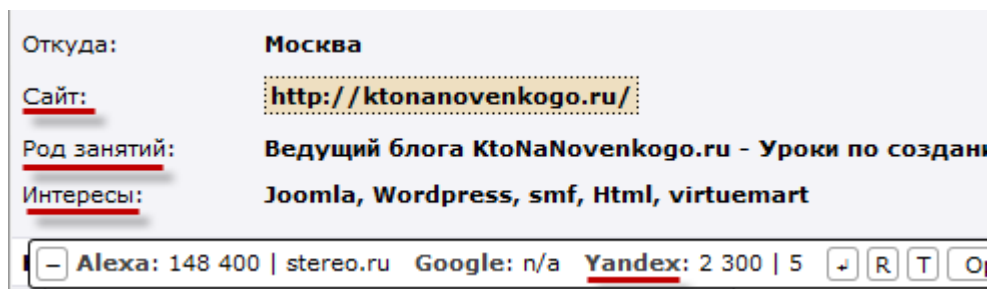 Откуда: Москва
Сайт: http://ktonanovenkogo.ru/
Род занятий: Ведущий блога KtoNaNovenkogo.ru - Уроки по
Интересы: Joomla, Wordpress, smf, Html, virtuemart
– Alexa: 148 400 | stereo.ru Google: n/a Yandex: 2 300 | 5 ↲ R T